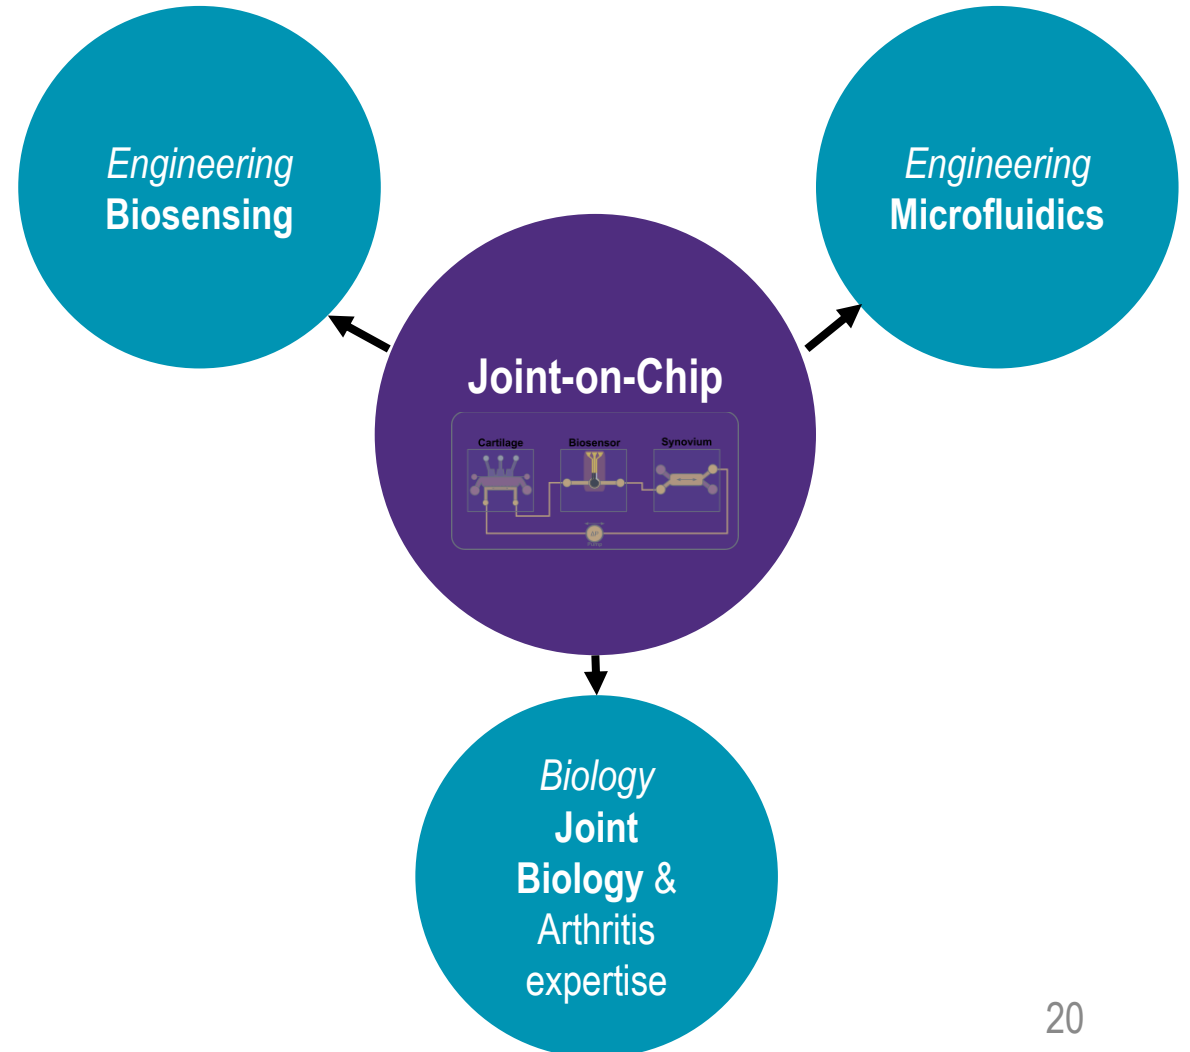 Engineering
Biosensing
Engineering
Microfluidics
Joint-on-Chip
Cartilage
Biosensor
Synovium
Biology
Joint
Biology &
Arthritis
expertise
20